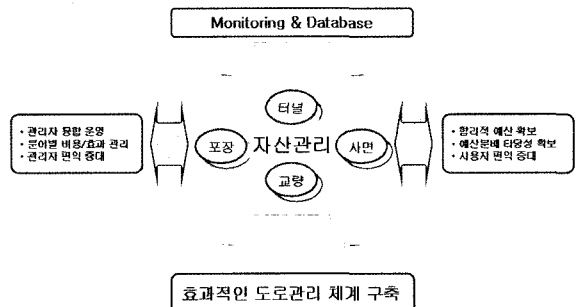 Monitoring & Database
터널
• 관리자 융합 운영
• 분야별 비용/효과 관리
• 관리자 편익 증대
포장
자산관리
사면
• 합리적 예산 확보
• 예산분배 타당성 확보
• 사용자 편익 증대
교량
효과적인 도로관리 체계 구축